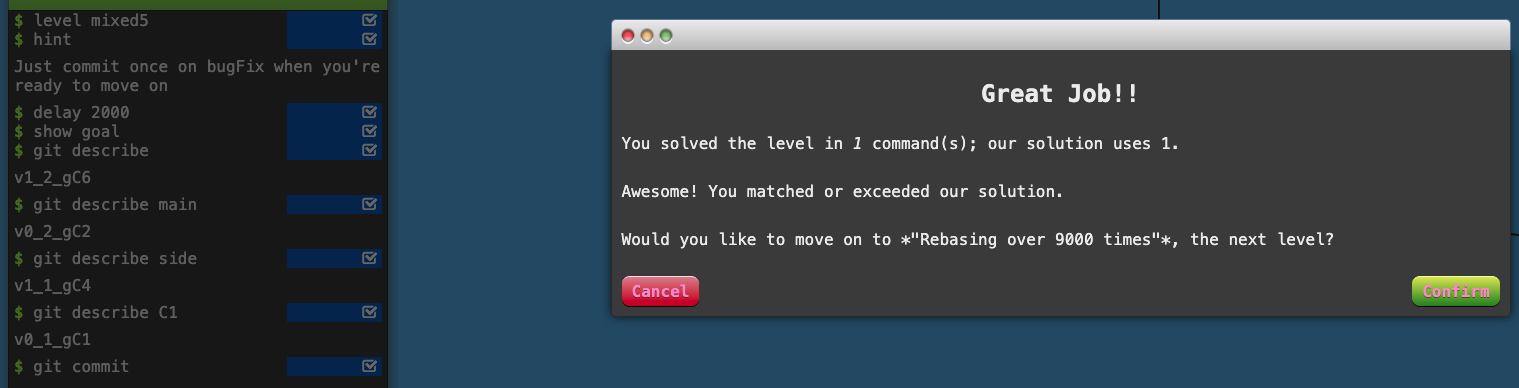 $ level mixed5
$ hint
Just commit once on bugFix when you're
ready to move on
$ delay 2000
$ show goal
$ git describe
v1_2_gC6
$ git describe main
v0_2_gC2
$ git describe side
v1_1_gC4
$ git describe C1
v0_1_gC1
$ git commit
Great Job!!
You solved the level in 1 command(s); our solution uses 1.
Awesome! You matched or exceeded our solution.
Would you like to move on to *"Rebasing over 9000 times"*, the next level?
Cancel
Confirm